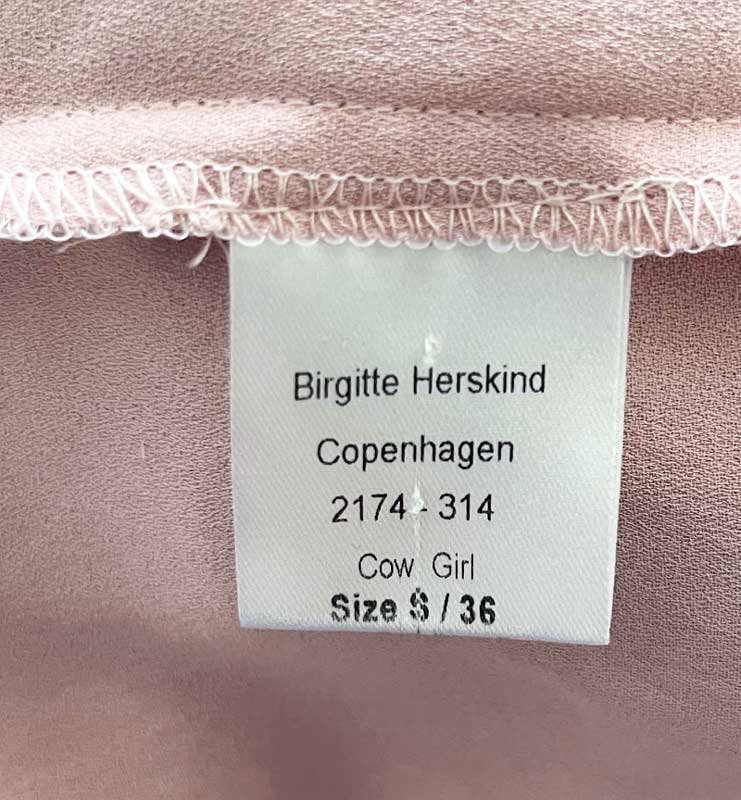 Birgitte Herskind
Copenhagen
2174 - 314
Cow Girl
Size S / 36